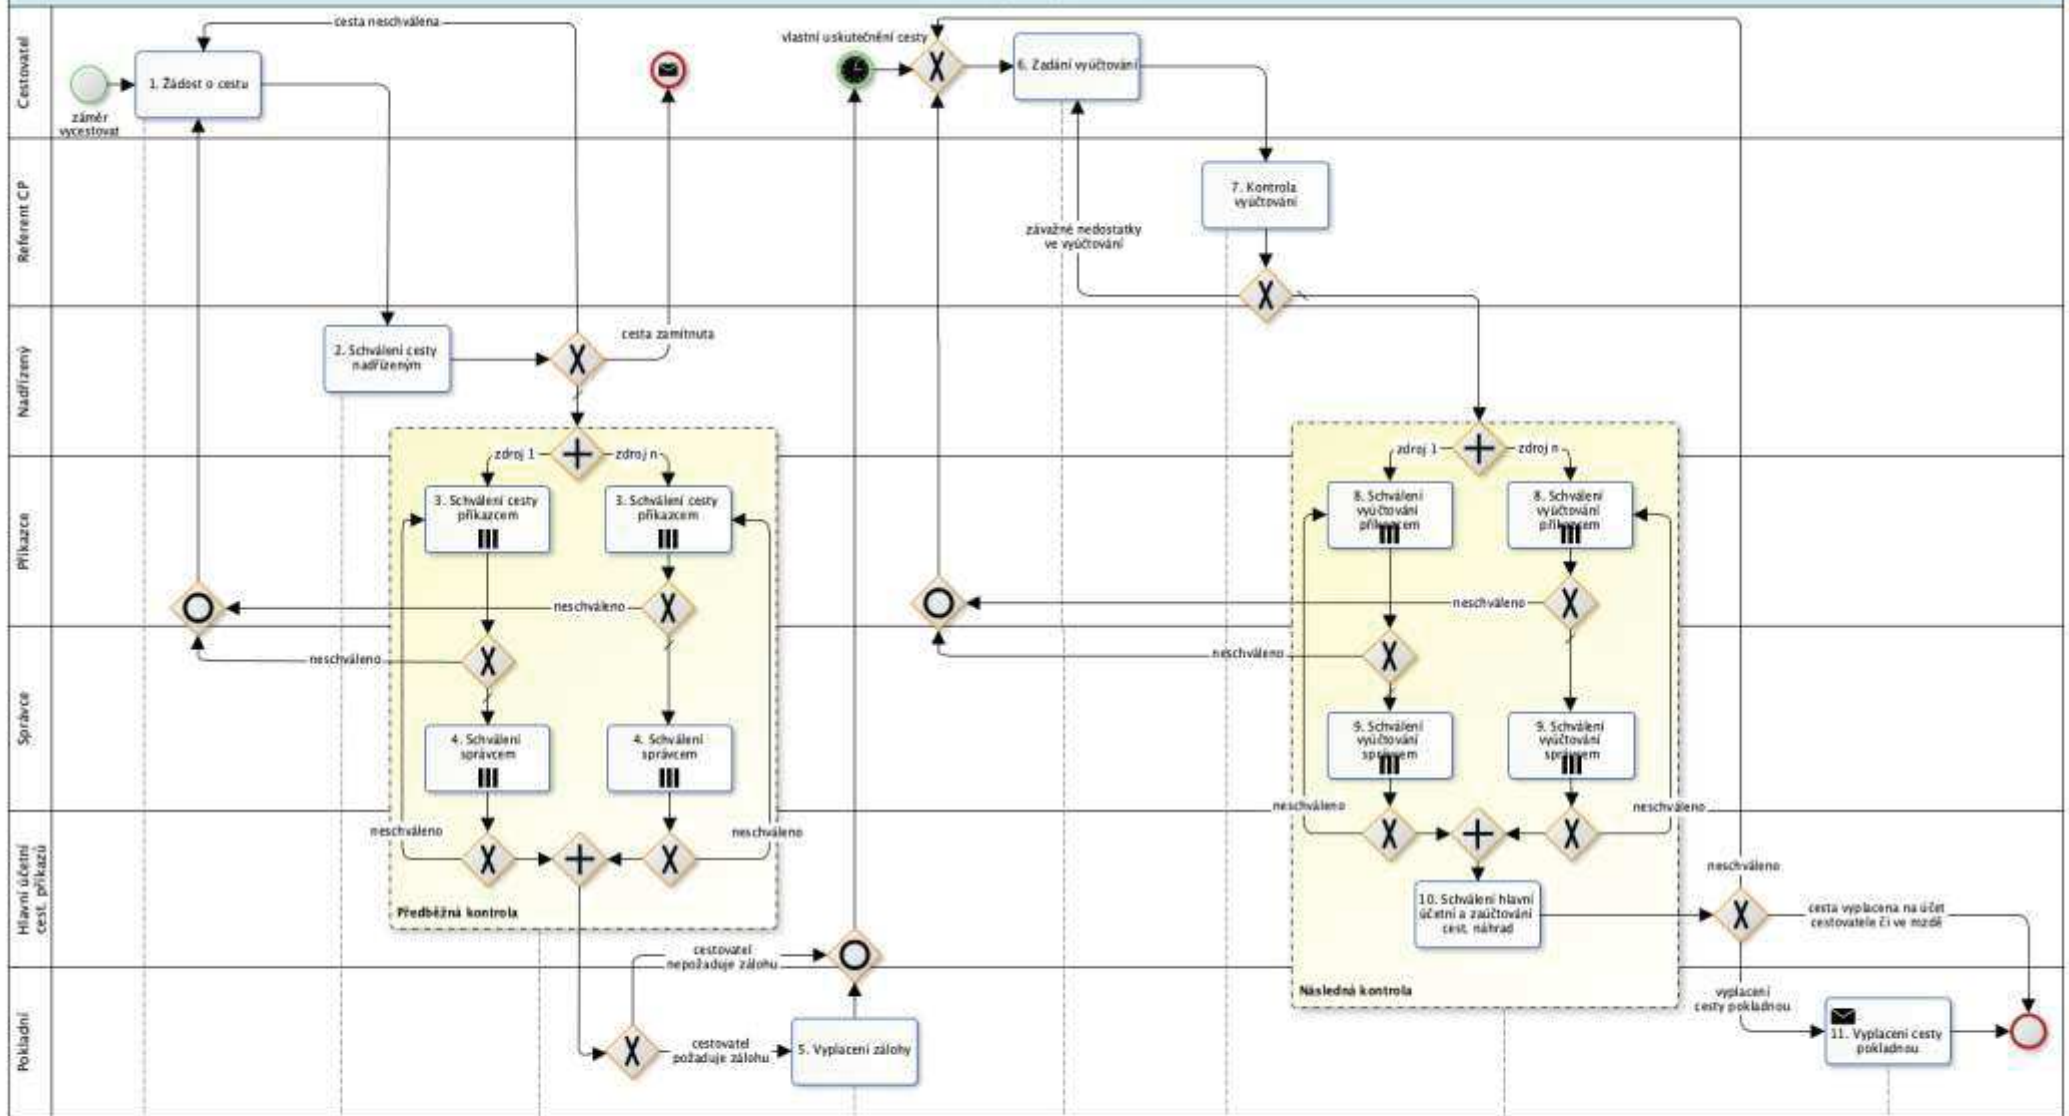 Cestovatel
záměr
vycestovat
1. Žádost o cestu
cesta neschválena
vlastní uskutečnění cesty
6. Zadání vyúčtování
Referent CP
7. Kontrola
vyúčtování
závažné nedostatky
ve vyúčtování
Nadřízený
2. Schválení cesty
nadřízeným
cesta zamítnuta
zdroj 1
zdroj n
zdroj 1
zdroj n
Příkazce
3. Schválení cesty
příkazcem
3. Schválení cesty
příkazcem
8. Schválení
vyúčtování
příkazcem
8. Schválení
vyúčtování
příkazcem
neschváleno
neschváleno
Správce
neschváleno
neschváleno
4. Schválení
správcem
4. Schválení
správcem
9. Schválení
vyúčtování
správcem
9. Schválení
vyúčtování
správcem
Hlavní účetní
cest. příkazů
neschváleno
neschváleno
neschváleno
neschváleno
Předběžná kontrola
10. Schválení hlavní
účetní a zaúčtování
cest. náhrad
neschváleno
cesta vyplacena na účet
cestovatele či ve mzdě
cestovatel
nepožaduje zálohu
Následná kontrola
Pokladní
cestovatel
požaduje zálohu
5. Vyplacení zálohy
vyplacení
cesty pokladnou
11. Vyplacení cesty
pokladnou